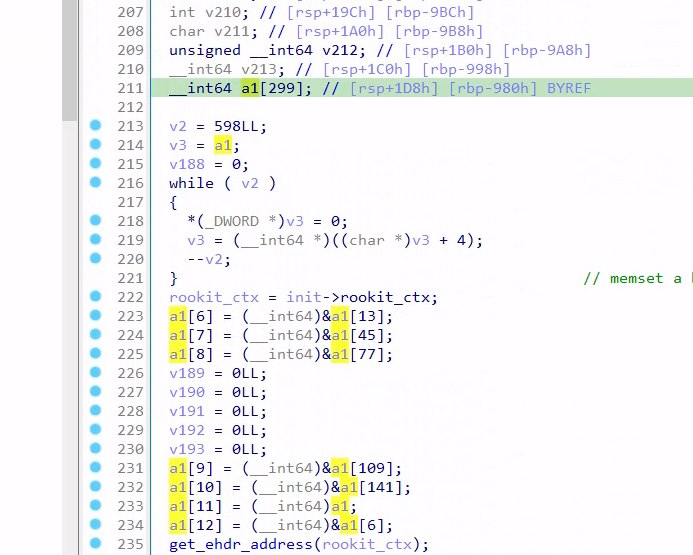 207 int v210; // [rsp+19Ch] [rbp-9BCh]
208 char v211; // [rsp+1A0h] [rbp-9B8h]
209 unsigned __int64 v212; // [rsp+1B0h] [rbp-9A8h]
210 __int64 v213; // [rsp+1C0h] [rbp-998h]
211 __int64 a1[299]; // [rsp+1D8h] [rbp-980h] BYREF
212
213 v2 = 598LL;
214 v3 = a1;
215 v188 = 0;
216 while ( v2 )
217 {
218 *(_DWORD *)v3 = 0;
219 v3 = (__int64 *)((char *)v3 + 4);
220 --v2;
221 } // memset a
222 rookit_ctx = init->rookit_ctx;
223 a1[6] = (__int64)&a1[13];
224 a1[7] = (__int64)&a1[45];
225 a1[8] = (__int64)&a1[77];
226 v189 = 0LL;
227 v190 = 0LL;
228 v191 = 0LL;
229 v192 = 0LL;
230 v193 = 0LL;
231 a1[9] = (__int64)&a1[109];
232 a1[10] = (__int64)&a1[141];
233 a1[11] = (__int64)a1;
234 a1[12] = (__int64)&a1[6];
235 get_ehdr_address(rookit_ctx);